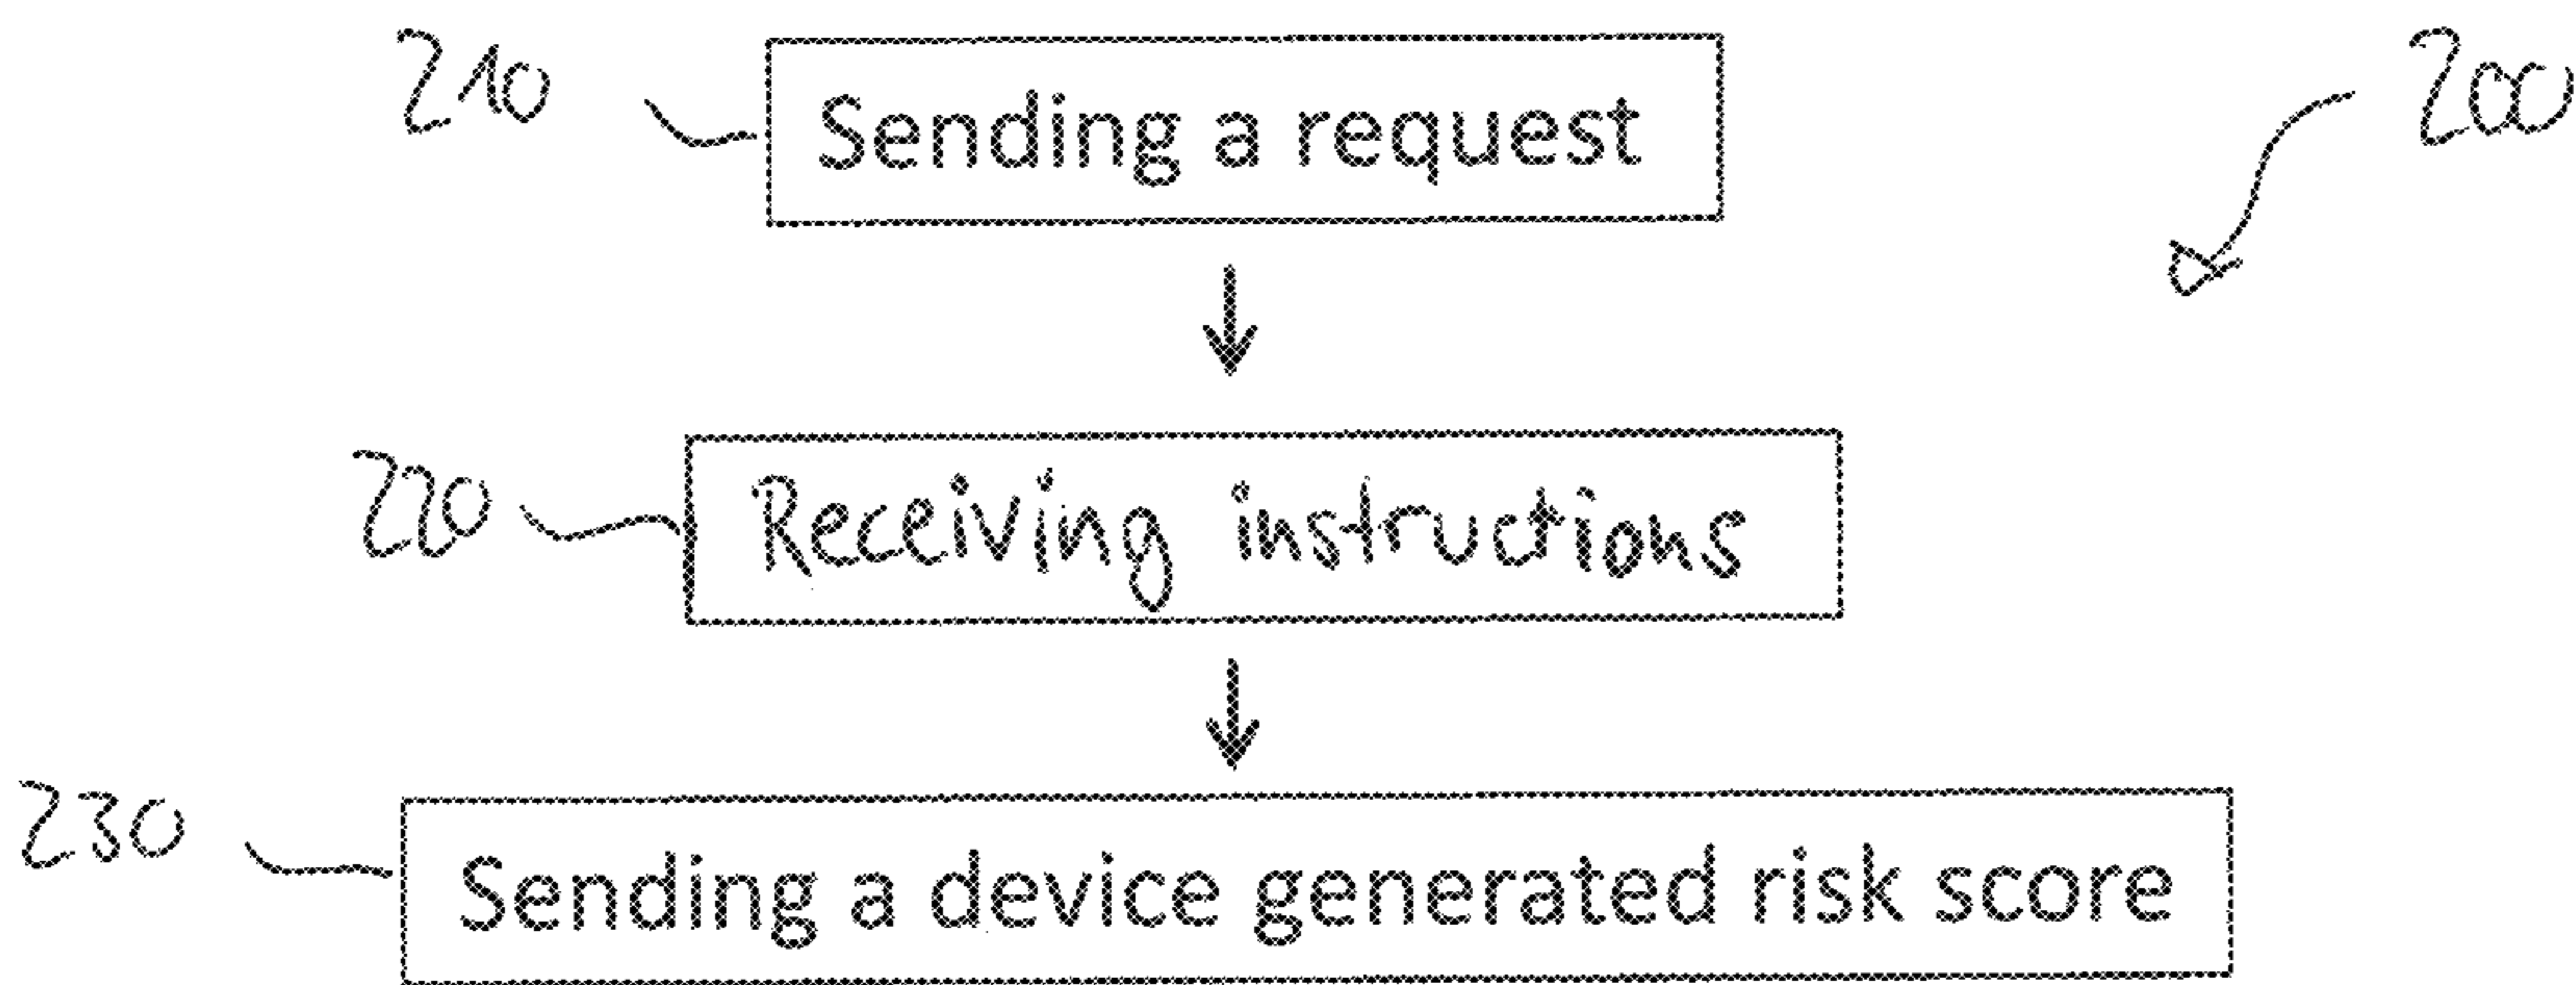 210 Sending a request 200
220 Receiving instructions
230 Sending a device generated risk score